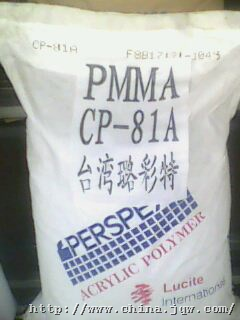 CP-81A
PMMA
CP-81A
台湾璐彩特
PERSPE
ACRYLIC POLYMER
Lucite
International
http://www.china.jqw.com